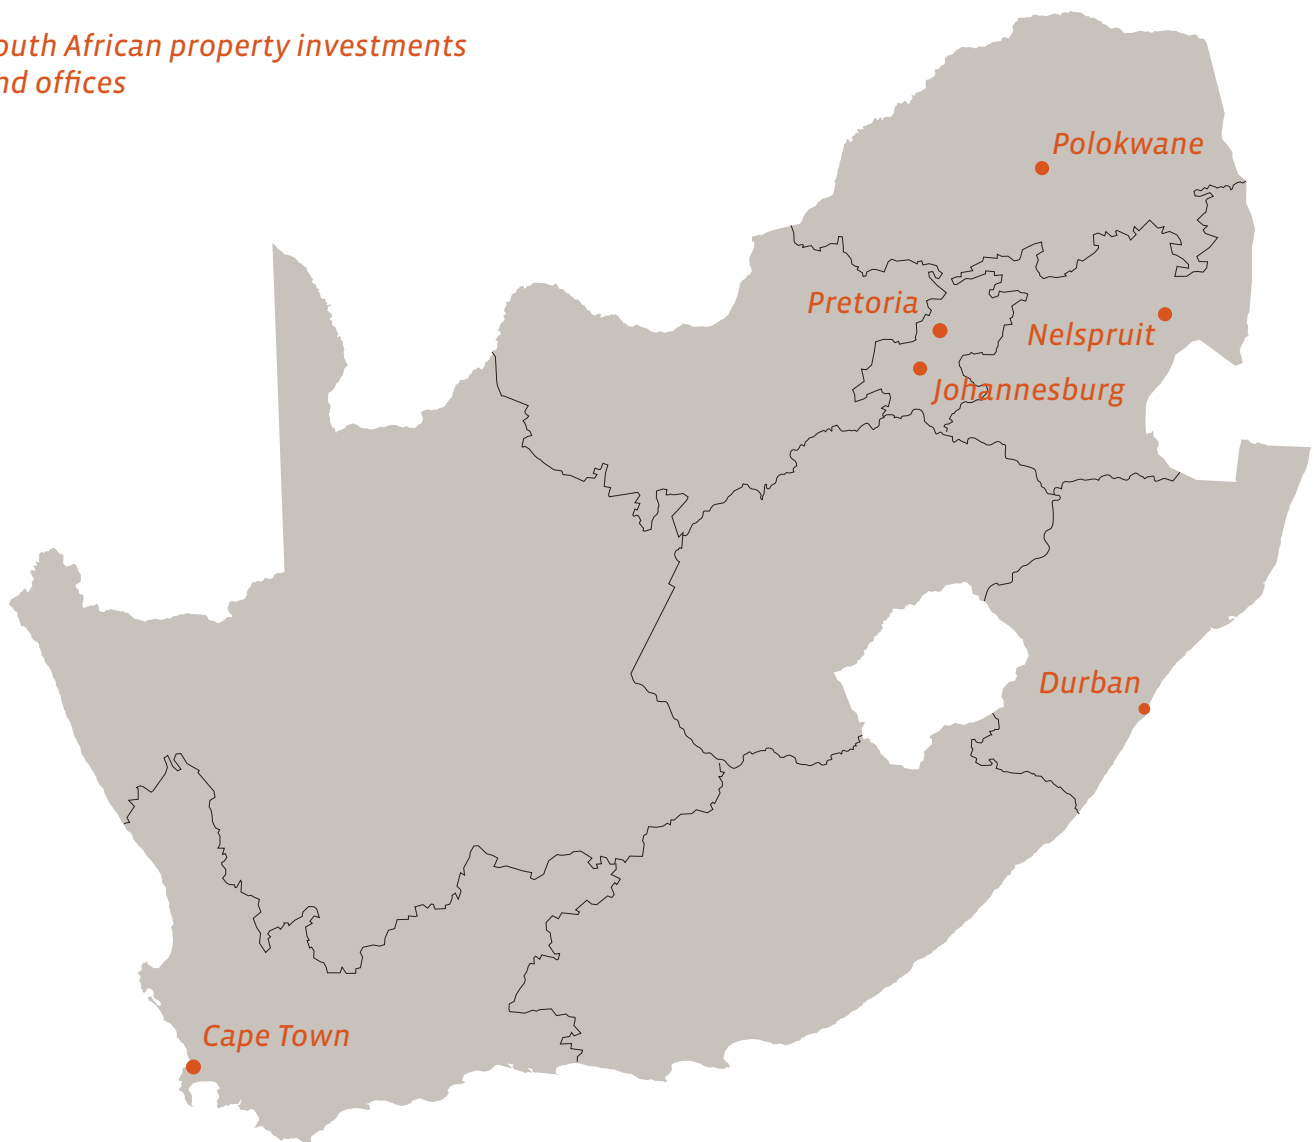 outh African property investments
nd offices
Polokwane
Pretoria
Nelspruit
Johannesburg
Durban
Cape Town